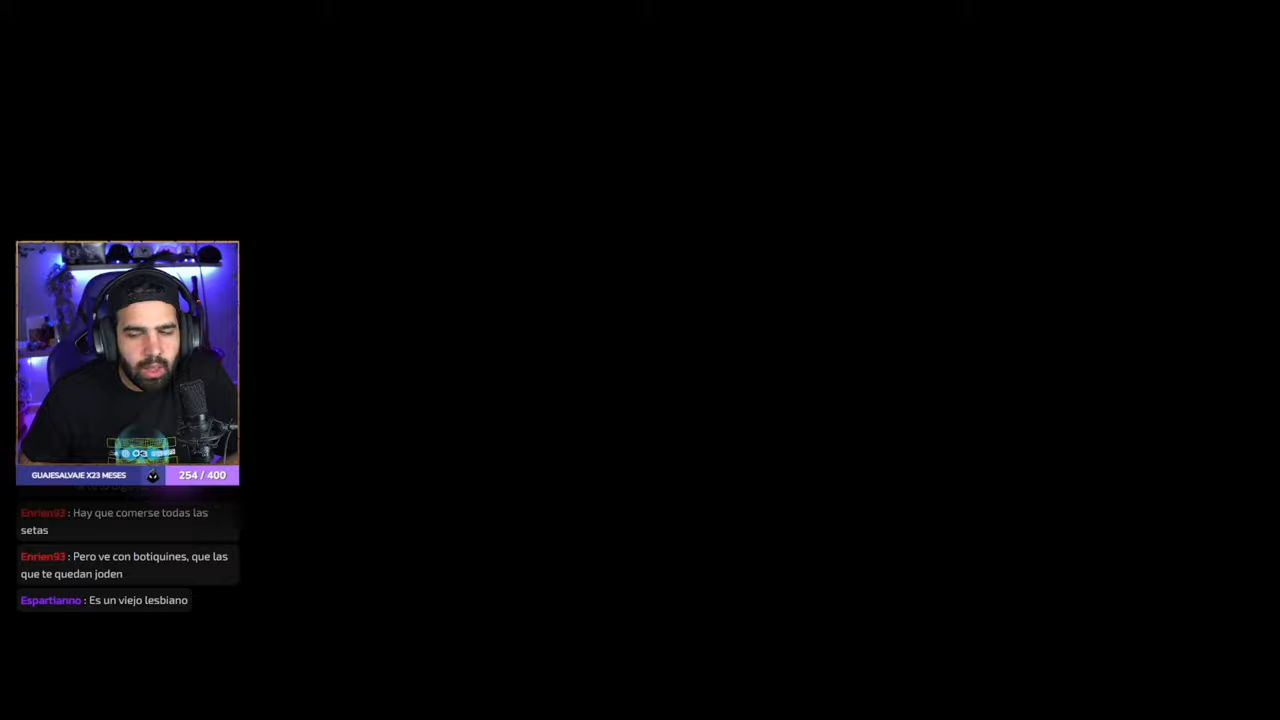 GUAJESALVAJE X23 MESES
254 / 400
Enrien93 : Hay que comerse todas las
setas
Enrien93 : Pero ve con botiquines, que las
que te quedan joden
Espartianno : Es un viejo lesbiano